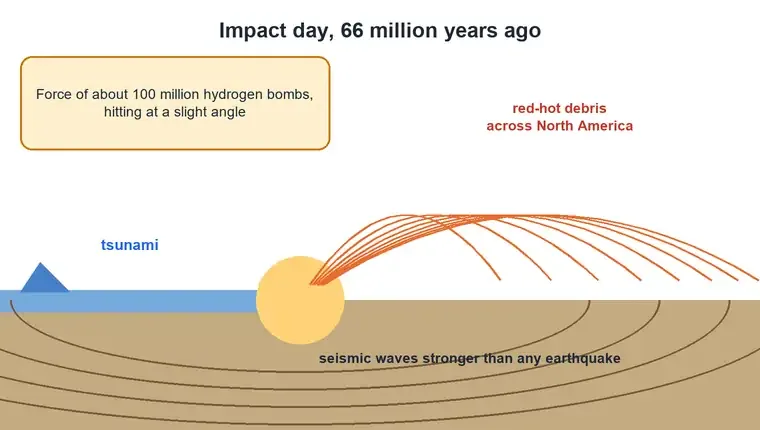 Impact day, 66 million years ago
Force of about 100 million hydrogen bombs,
hitting at a slight angle
red-hot debris
across North America
tsunami
seismic waves stronger than any earthquake